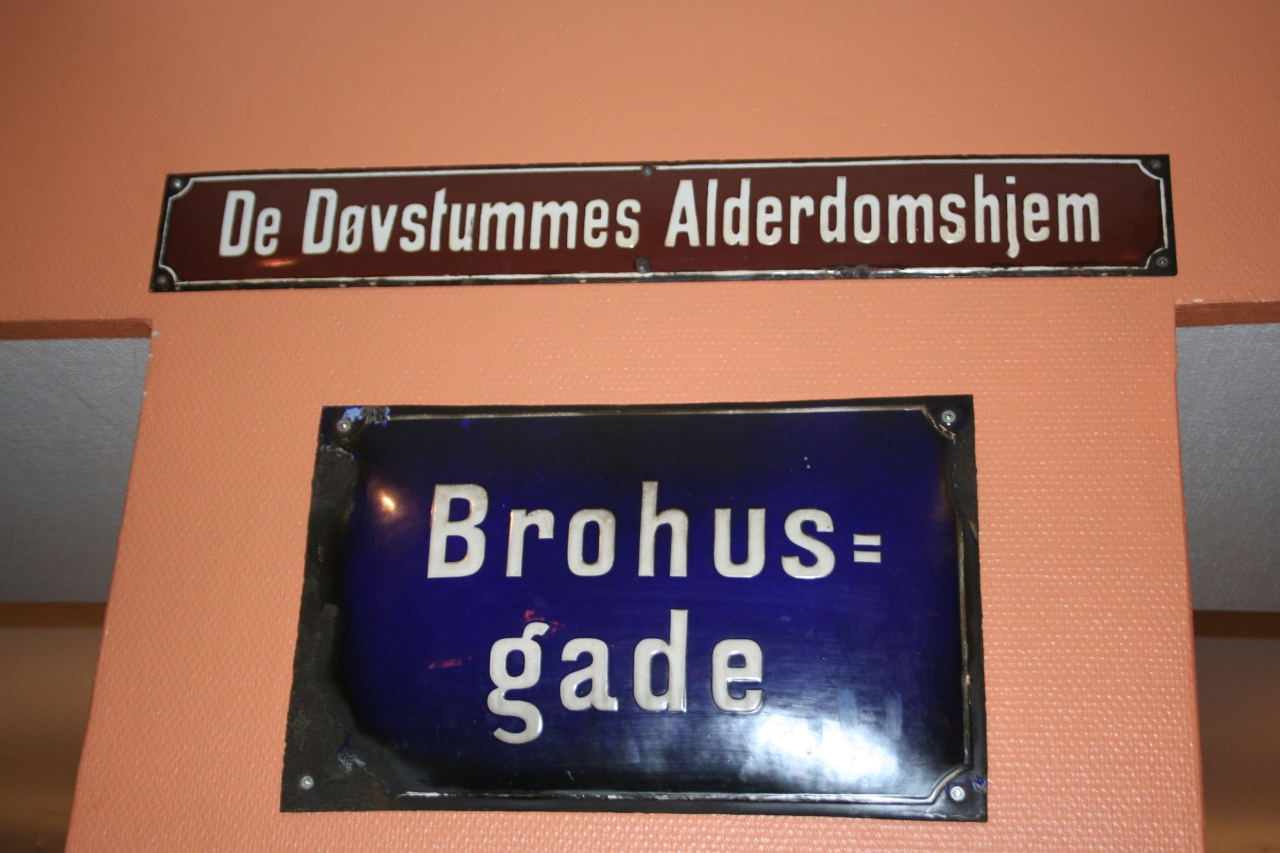 De Døvstummes Alderdomshjem
Brohus=
gade